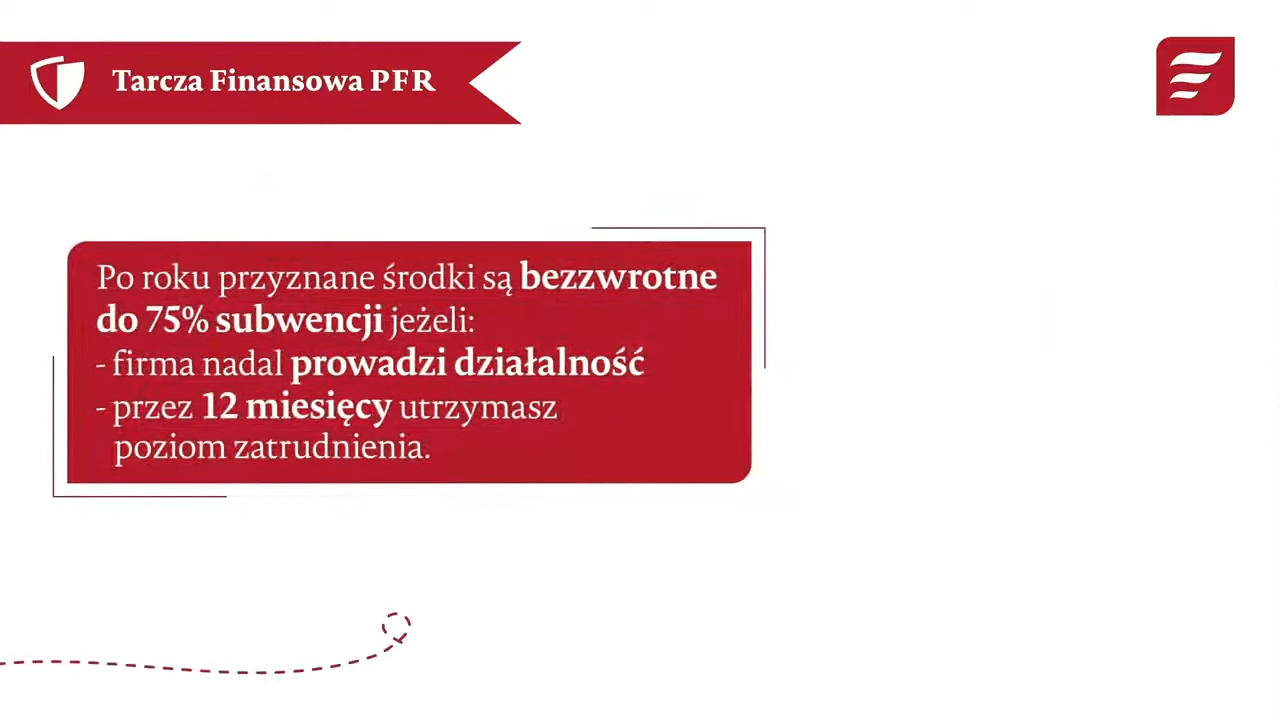 Tarcza Finansowa PFR
Po roku przyznane środki są bezzwrotne
do 75% subwencji jeżeli:
- firma nadal prowadzi działalność
- przez 12 miesięcy utrzymasz
poziom zatrudnienia.